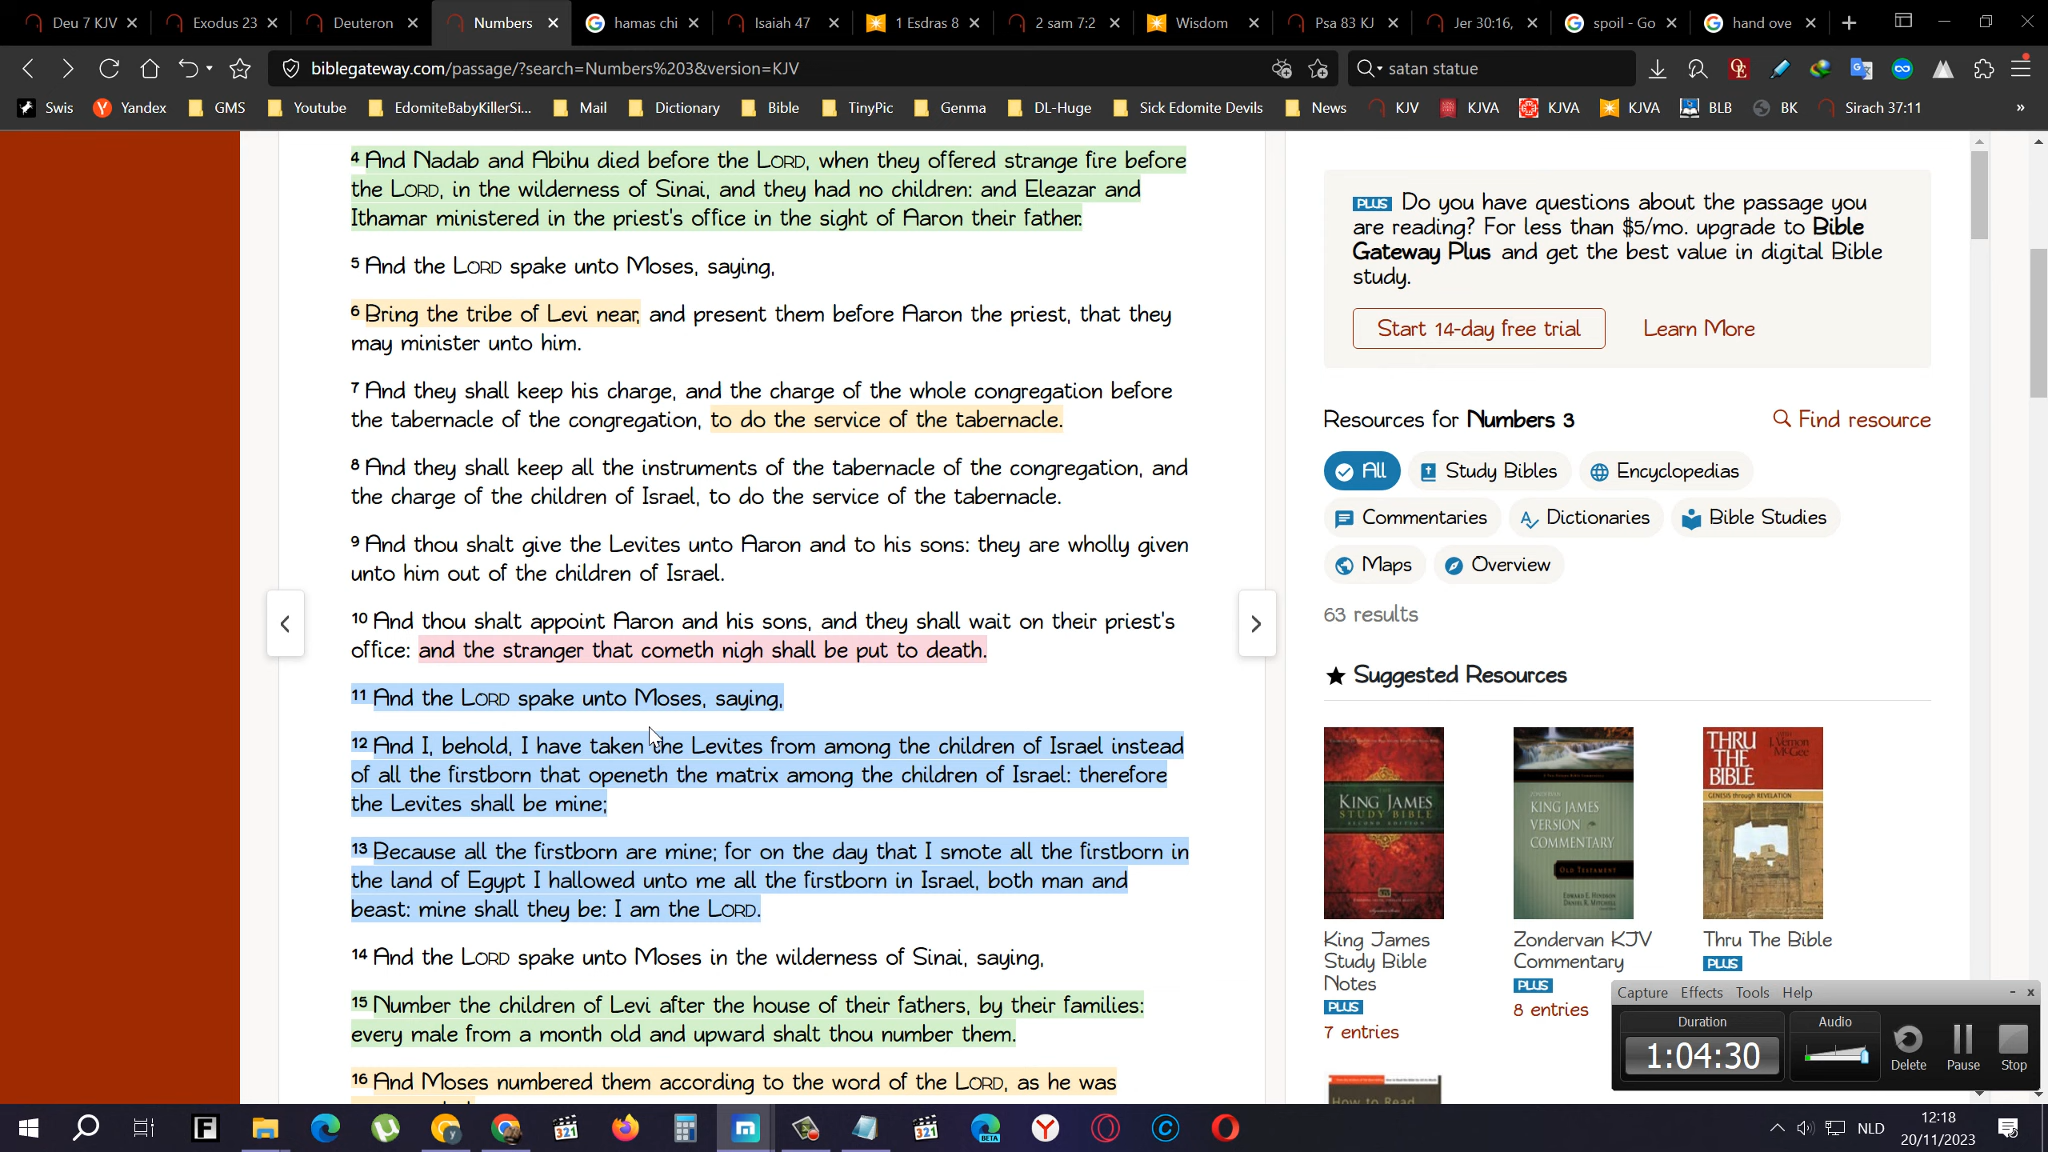 Deu 7 KJV
Exodus 23
Deuteron
Numbers
hamas chi
Isaiah 47
1 Esdras 8
2 sam 7:2
Wisdom
Psa 83 KJ
Jer 30:16,
spoil - Go
hand ove
biblegateway.com/passage/?search=Numbers%203&version=KJV
satan statue
Swis
Yandex
GMS
Youtube
EdomiteBabyKillerSi...
Mail
Dictionary
Bible
TinyPic
Genma
DL-Huge
Sick Edomite Devils
News
KJV
KJVA
KJVA
KJVA
BLB
BK
Sirach 37:11
4 And Nadab and Abihu died before the LORD, when they offered strange fire before
the LORD, in the wilderness of Sinai, and they had no children: and Eleazar and
Ithamar ministered in the priest's office in the sight of Aaron their father.
5 And the LORD spake unto Moses, saying,
6 Bring the tribe of Levi near, and present them before Aaron the priest, that they
may minister unto him.
7 And they shall keep his charge, and the charge of the whole congregation before
the tabernacle of the congregation, to do the service of the tabernacle.
8 And they shall keep all the instruments of the tabernacle of the congregation, and
the charge of the children of Israel, to do the service of the tabernacle.
9 And thou shalt give the Levites unto Aaron and to his sons: they are wholly given
unto him out of the children of Israel.
10 And thou shalt appoint Aaron and his sons, and they shall wait on their priest's
office: and the stranger that cometh nigh shall be put to death.
11 And the LORD spake unto Moses, saying,
12 And I, behold, I have taken the Levites from among the children of Israel instead
of all the firstborn that openeth the matrix among the children of Israel: therefore
the Levites shall be mine;
13 Because all the firstborn are mine; for on the day that I smote all the firstborn in
the land of Egypt I hallowed unto me all the firstborn in Israel, both man and
beast: mine shall they be: I am the LORD.
14 And the LORD spake unto Moses in the wilderness of Sinai, saying,
15 Number the children of Levi after the house of their fathers, by their families:
every male from a month old and upward shalt thou number them.
16 And Moses numbered them according to the word of the LORD, as he was
PLUS Do you have questions about the passage you
are reading? For less than $5/mo. upgrade to Bible
Gateway Plus and get the best value in digital Bible
study.
Start 14-day free trial
Learn More
Resources for Numbers 3
Find resource
All
Study Bibles
Encyclopedias
Commentaries
Dictionaries
Bible Studies
Maps
Overview
63 results
Suggested Resources
KING JAMES
STUDY BIBLE
SECOND EDITION
KING JAMES
VERSION
COMMENTARY
OLD TESTAMENT
THRU
THE
BIBLE
J. Vernon
McGee
GENESIS through REVELATION
King James
Study Bible
Notes
PLUS
7 entries
Zondervan KJV
Commentary
PLUS
8 entries
Thru The Bible
PLUS
How to Read
Capture Effects Tools Help
Duration
1:04:30
Audio
Delete
Pause
Stop
321
321
BETA
NLD
12:18
20/11/2023